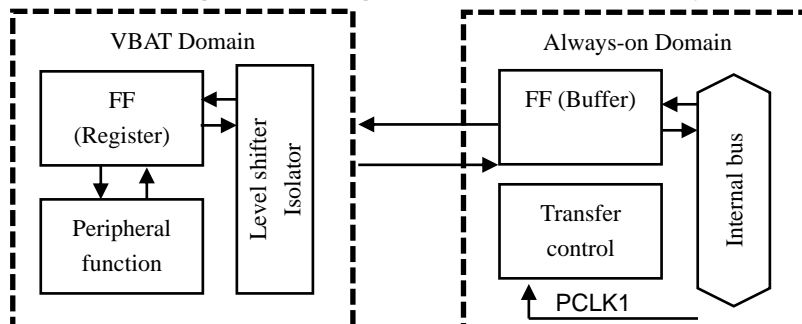 VBAT Domain
Always-on Domain
FF
(Register)
Level shifter
Isolator
FF (Buffer)
Internal bus
Peripheral
function
Transfer
control
PCLK1